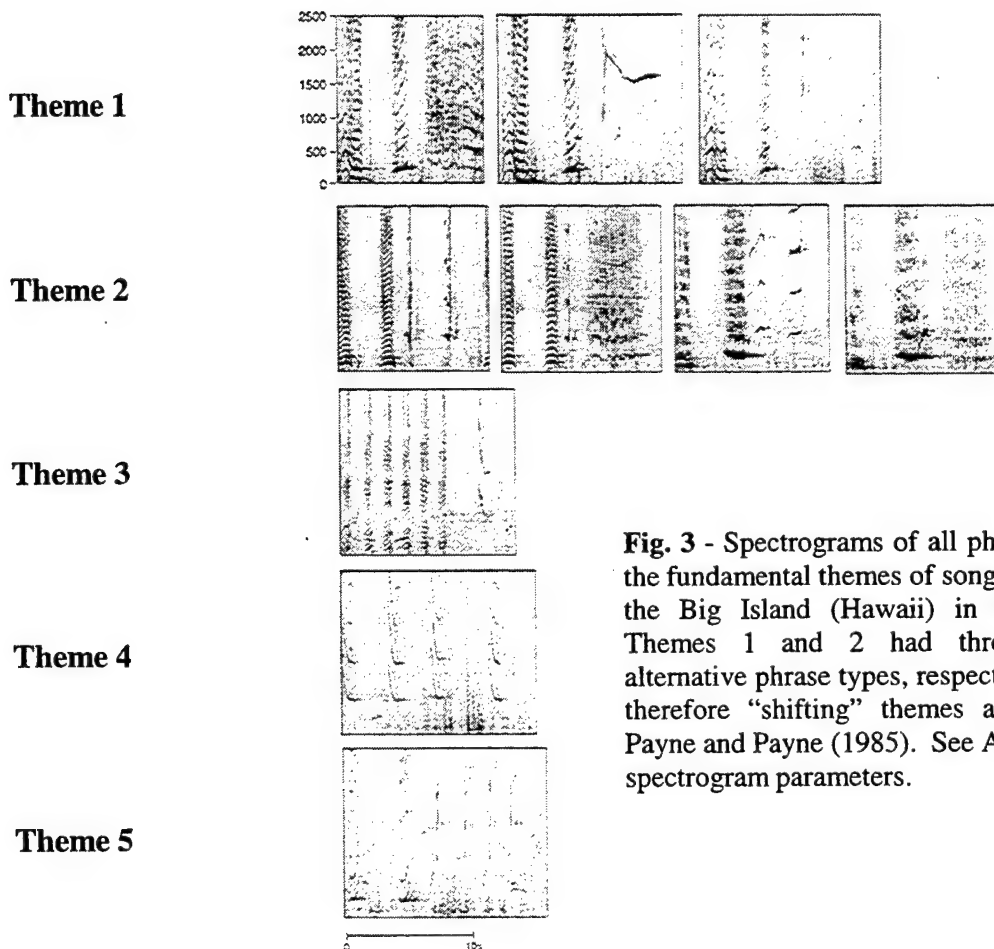 2500
2000
Theme 1
1500
1000
500
0
Theme 2
Theme 3
Fig. 3 - Spectrograms of all ph
the fundamental themes of song
the Big Island (Hawaii) in
Themes 1 and 2 had thr
alternative phrase types, respect
therefore "shifting" themes a
Payne and Payne (1985). See A
spectrogram parameters.
Theme 4
Theme 5
0